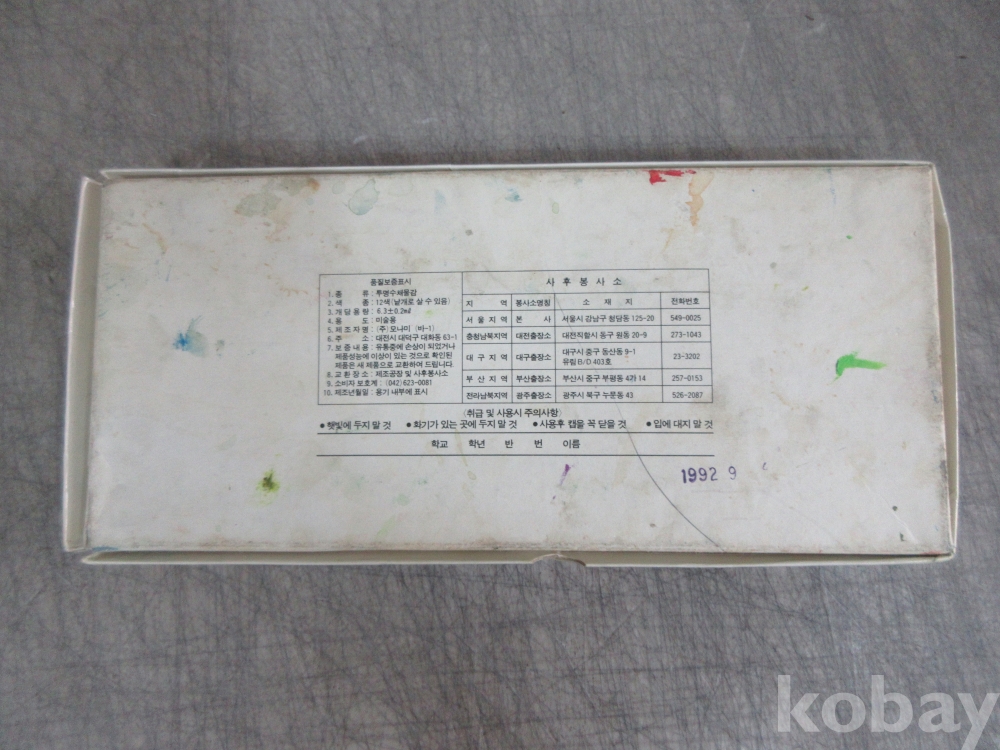 품질보증표시
1. 종 류 : 투명수채물감
2. 색 종 : 12색(낱개로 살 수 있음)
3. 개당용량 : 6.3±0.2㎖
4. 용 도 : 미술용
5. 제조자명 : (주) 모나미 (바-1)
6. 주 소 : 대전시 대덕구 대화동 63-1
7. 보증내용 : 유통중에 손상이 되었거나
제품성능에 이상이 있는 것으로 확인된
제품은 새 제품으로 교환하여 드립니다.
8. 교환장소 : 제조공장 및 사후봉사소
9. 소비자 보호계 : (042)623-0081
10. 제조년월일 : 용기 내부에 표시
사후봉사소
지 역 봉사소명칭 소 재 지 전화번호
서울지역 본 사 서울시 강남구 청담동 125-20 549-0025
충청남북지역 대전출장소 대전직할시 동구 원동 20-9 273-1043
대구지역 대구출장소 대구시 중구 동산동 9-1 유림 B/D 403호 23-3202
부산지역 부산출장소 부산시 중구 부평동 4가 14 257-0153
전라남북지역 광주출장소 광주시 북구 누문동 43 526-2087
〈취급 및 사용시 주의사항〉
• 햇빛에 두지 말 것 • 화기가 있는 곳에 두지 말 것 • 사용후 캡을 꼭 닫을 것 • 입에 대지 말 것
학교 학년 반 번 이름
1992 9
kobay